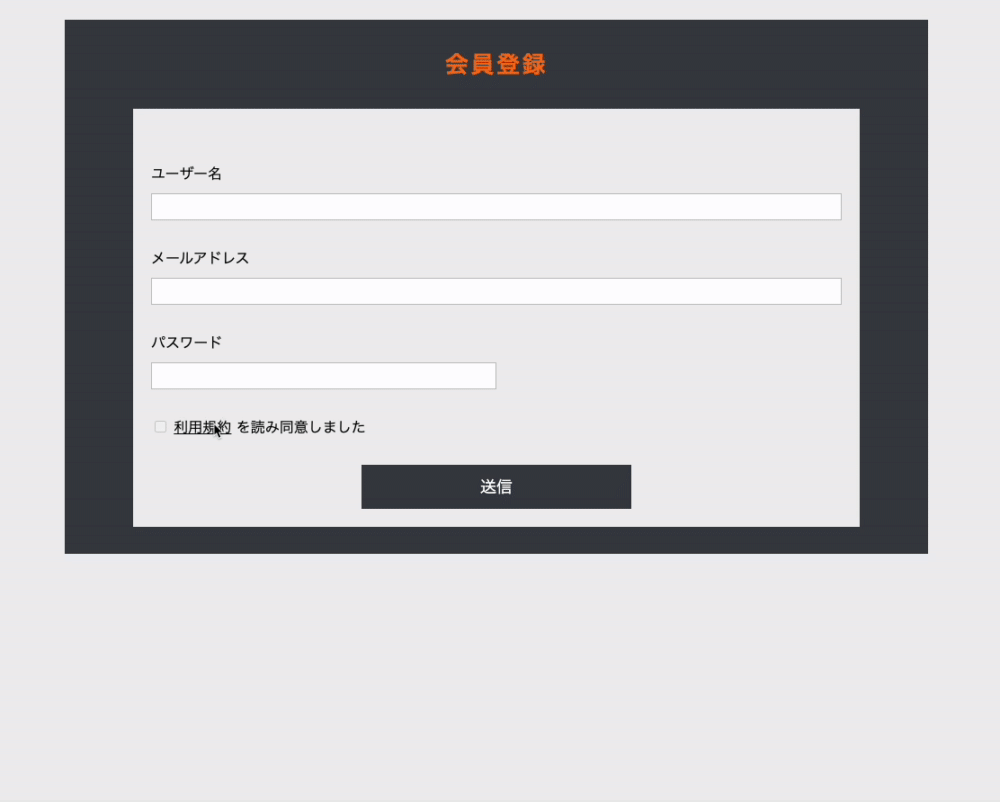 会員登録
ユーザー名
メールアドレス
パスワード
利用規約 を読み同意しました
送信